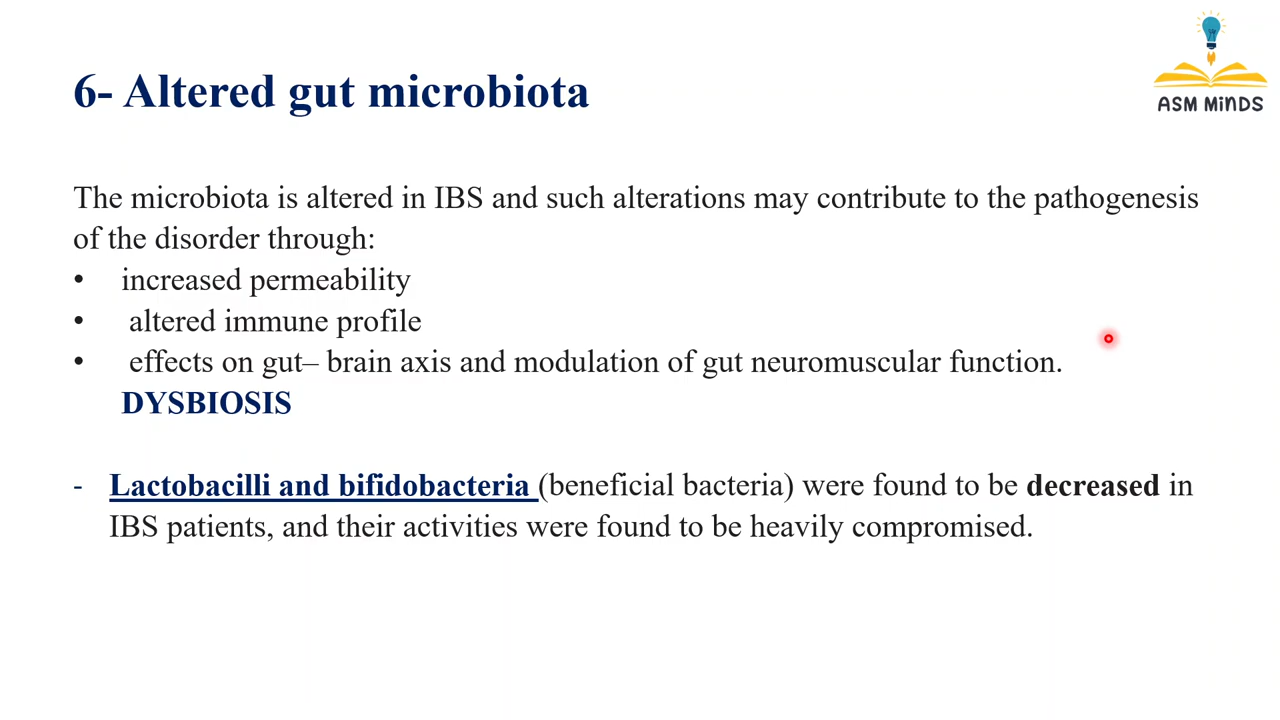 ASM MiNDS
6- Altered gut microbiota
The microbiota is altered in IBS and such alterations may contribute to the pathogenesis
of the disorder through:
• increased permeability
• altered immune profile
• effects on gut– brain axis and modulation of gut neuromuscular function.
DYSBIOSIS
- Lactobacilli and bifidobacteria (beneficial bacteria) were found to be decreased in
IBS patients, and their activities were found to be heavily compromised.